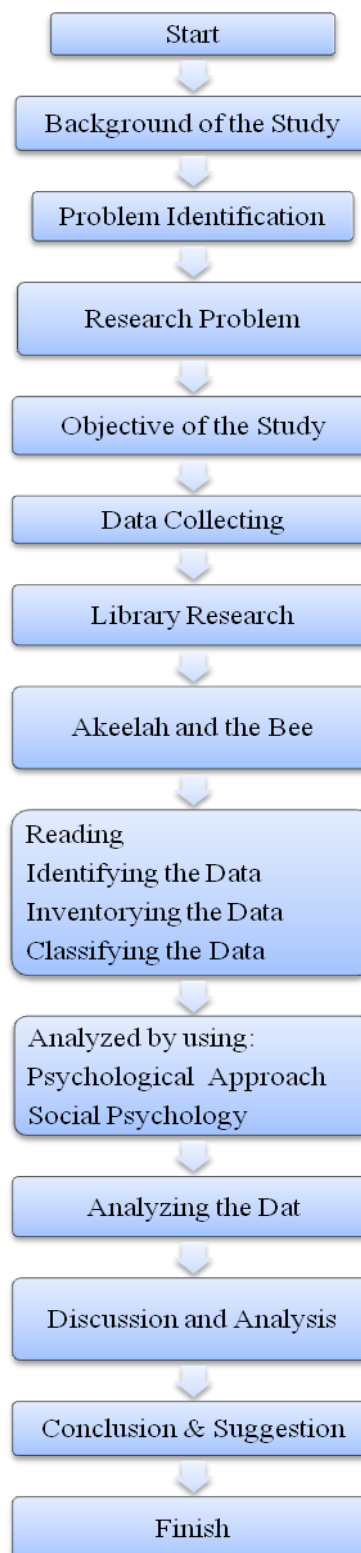 Start
Background of the Study
Problem Identification
Research Problem
Objective of the Study
Data Collecting
Library Research
Akeelah and the Bee
Reading
Identifying the Data
Inventorying the Data
Classifying the Data
Analyzed by using:
Psychological Approach
Social Psychology
Analyzing the Dat
Discussion and Analysis
Conclusion & Suggestion
Finish